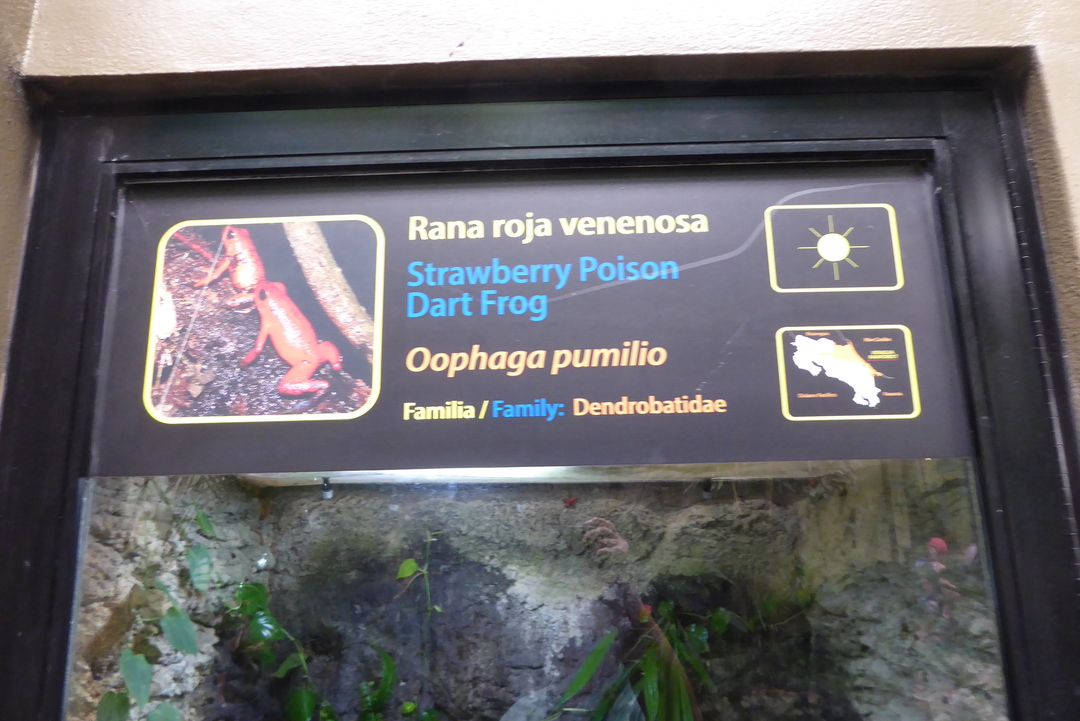 Rana roja venenosa
Strawberry Poison
Dart Frog
Oophaga pumilio
Familia / Family: Dendrobatidae